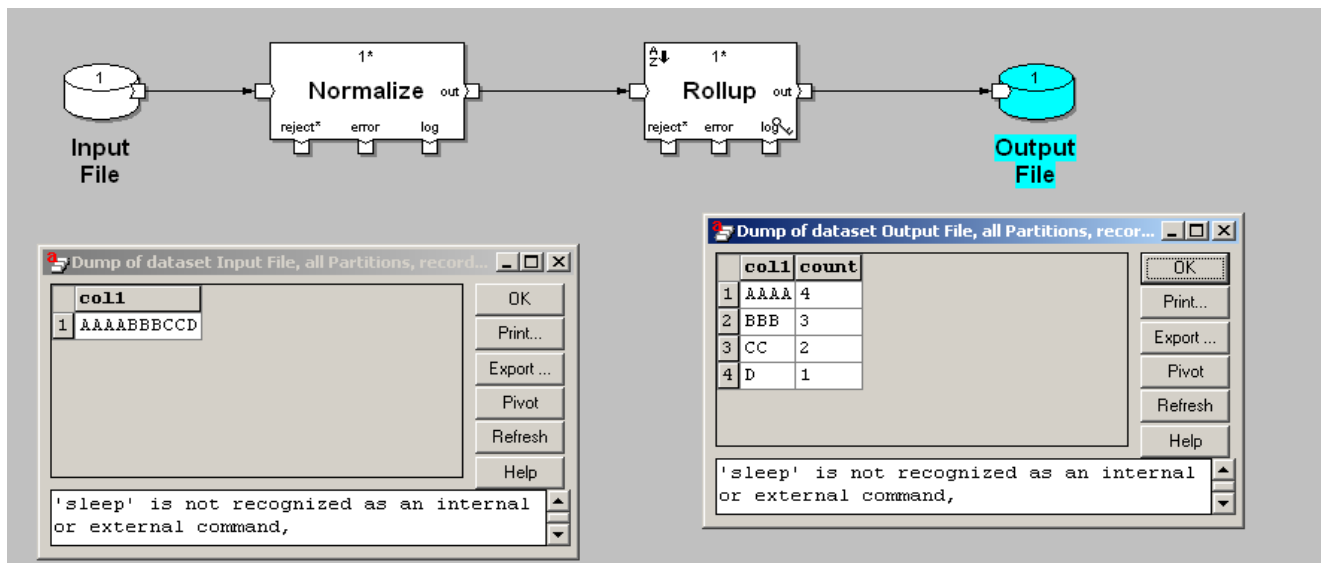 1
1*
Normalize
out
reject* error log
1*
Rollup
out
reject* error log
1
Input
File
Output
File
Dump of dataset Input File, all Partitions, record...
col1
1 AAAABBBCCD
OK
Print...
Export ...
Pivot
Refresh
Help
'sleep' is not recognized as an internal
or external command,
Dump of dataset Output File, all Partitions, recor...
col1 count
1 AAAA 4
2 BBB 3
3 CC 2
4 D 1
OK
Print...
Export ...
Pivot
Refresh
Help
'sleep' is not recognized as an internal
or external command,